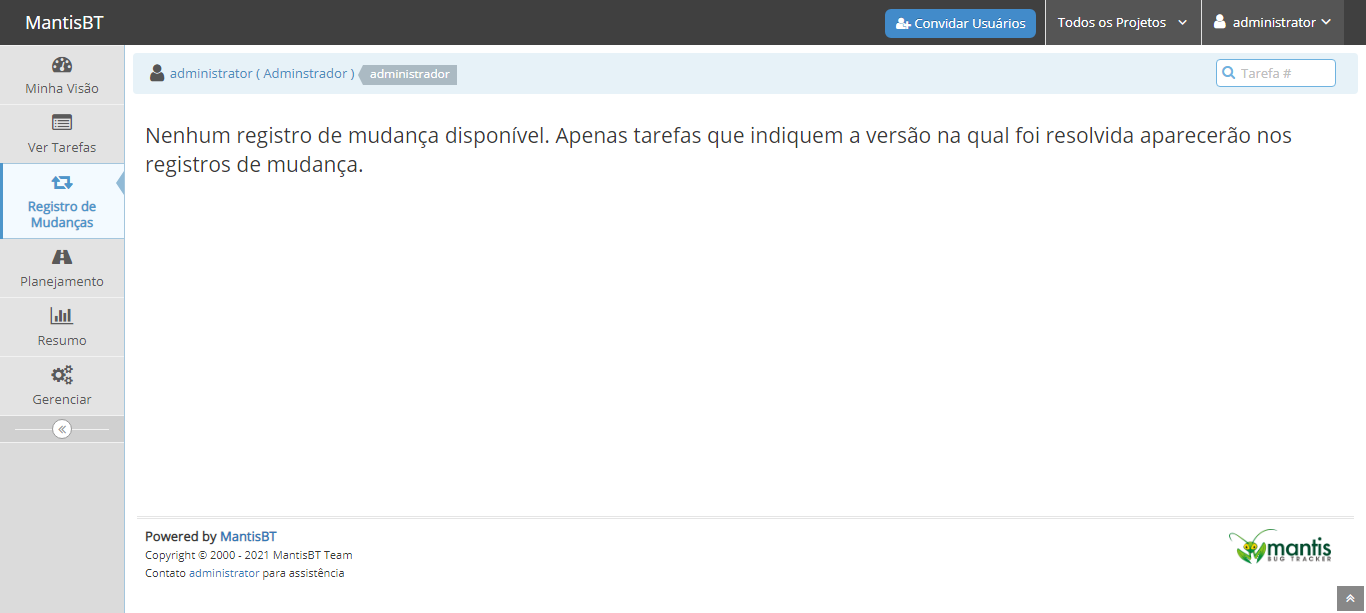 MantisBT
Convidar Usuários
Todos os Projetos
administrator
Minha Visão
Ver Tarefas
Registro de
Mudanças
Planejamento
Resumo
Gerenciar
administrator ( Adminstrador ) administrador
Tarefa #
Nenhum registro de mudança disponível. Apenas tarefas que indiquem a versão na qual foi resolvida aparecerão nos
registros de mudança.
Powered by MantisBT
Copyright © 2000 - 2021 MantisBT Team
Contato administrator para assistência
mantis
BUG TRACKER